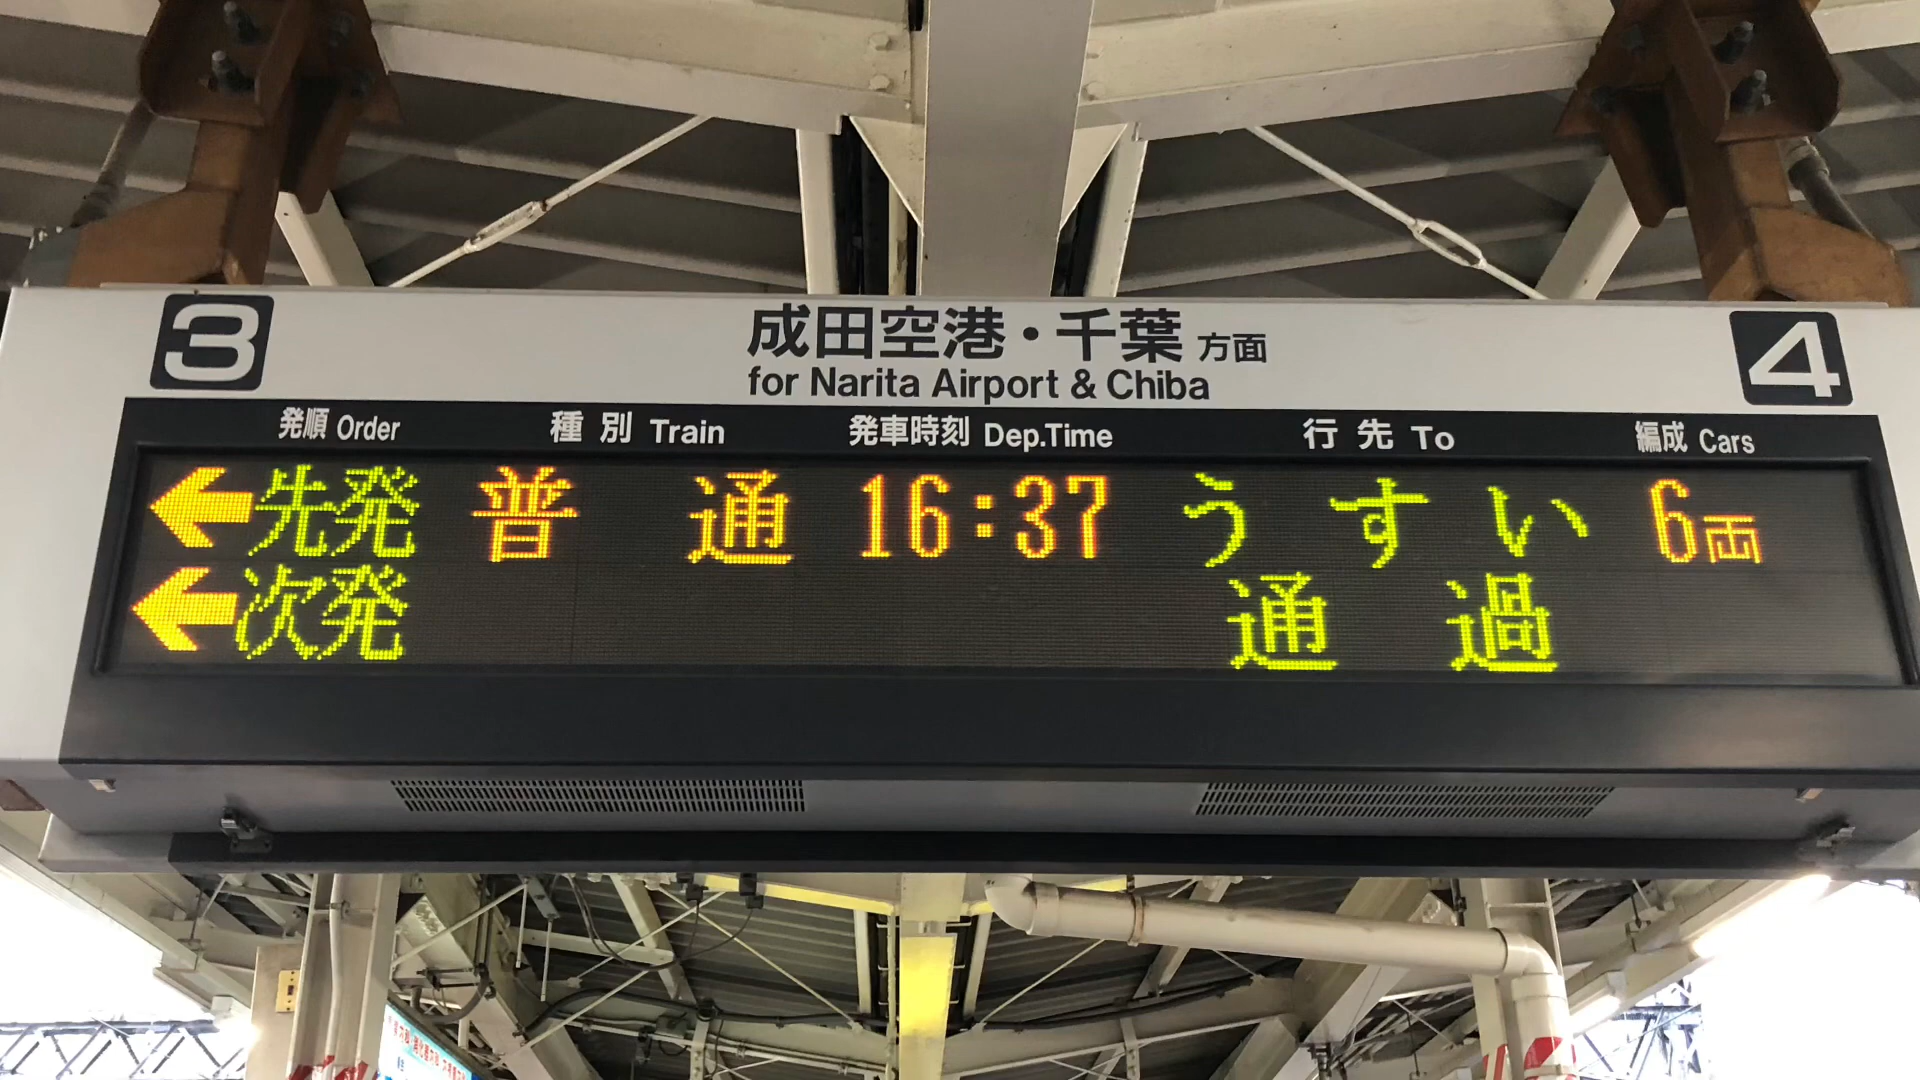 3 成田空港・千葉 方面 4
for Narita Airport & Chiba
発順 Order 種別 Train 発車時刻 Dep.Time 行先 To 編成 Cars
←先発 普通 16:37 うすい 6両
←次発 通過